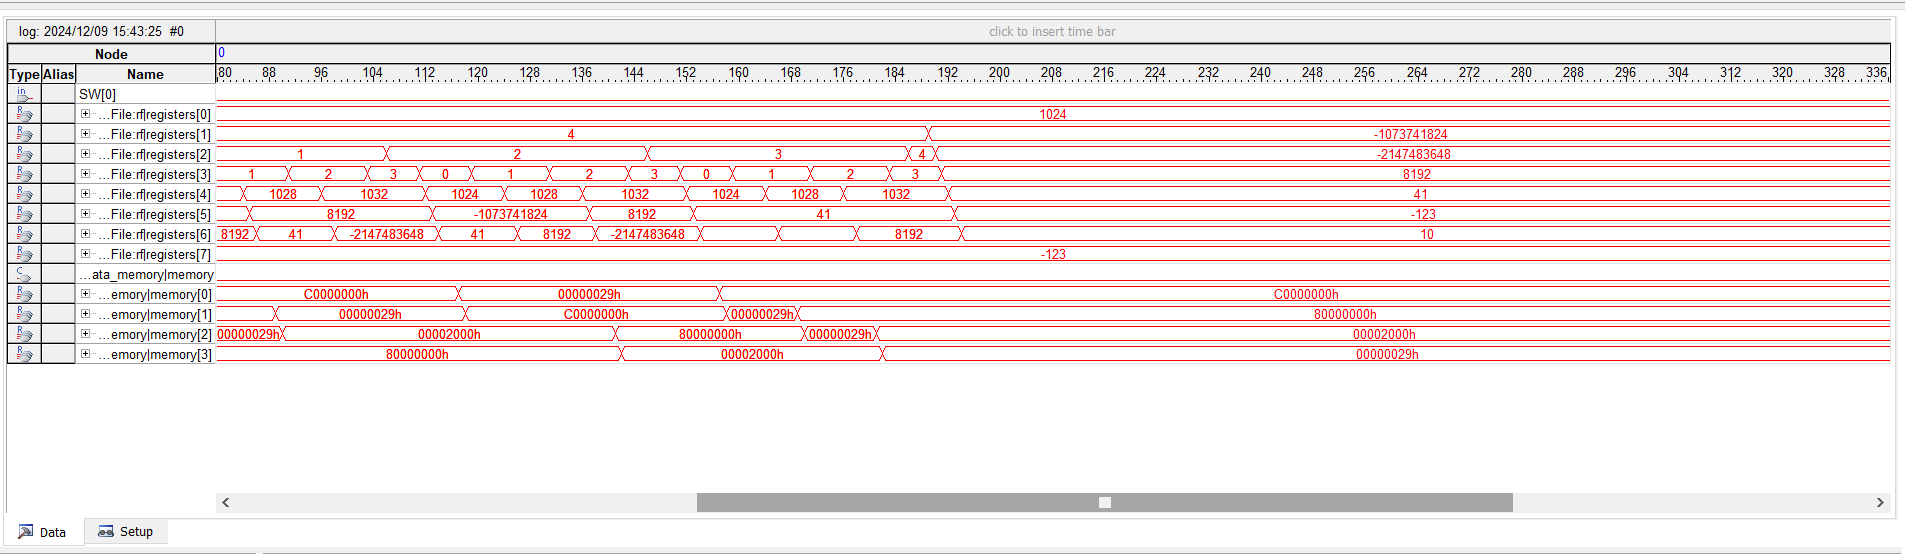 log: 2024/12/09 15:43:25 #0 click to insert time bar
Node 0
Type Alias Name 80 88 96 104 112 120 128 136 144 152 160 168 176 184 192 200 208 216 224 232 240 248 256 264 272 280 288 296 304 312 320 328 336
in SW[0]
R ...File:rf|registers[0] 1024
R ...File:rf|registers[1] 4 -1073741824
R ...File:rf|registers[2] 1 2 3 4 -2147483648
R ...File:rf|registers[3] 1 2 3 0 1 2 3 0 1 2 3 8192
R ...File:rf|registers[4] 1028 1032 1024 1028 1032 1024 1028 1032 41
R ...File:rf|registers[5] 8192 -1073741824 8192 41 -123
R ...File:rf|registers[6] 8192 41 -2147483648 41 8192 -2147483648 8192 10
R ...File:rf|registers[7] -123
C ...ata_memory|memory
R ...emory|memory[0] C0000000h 00000029h C0000000h
R ...emory|memory[1] 00000029h C0000000h 00000029h 80000000h
R ...emory|memory[2] 00000029h 00002000h 80000000h 00000029h 00002000h
R ...emory|memory[3] 80000000h 00002000h 00000029h
Data Setup